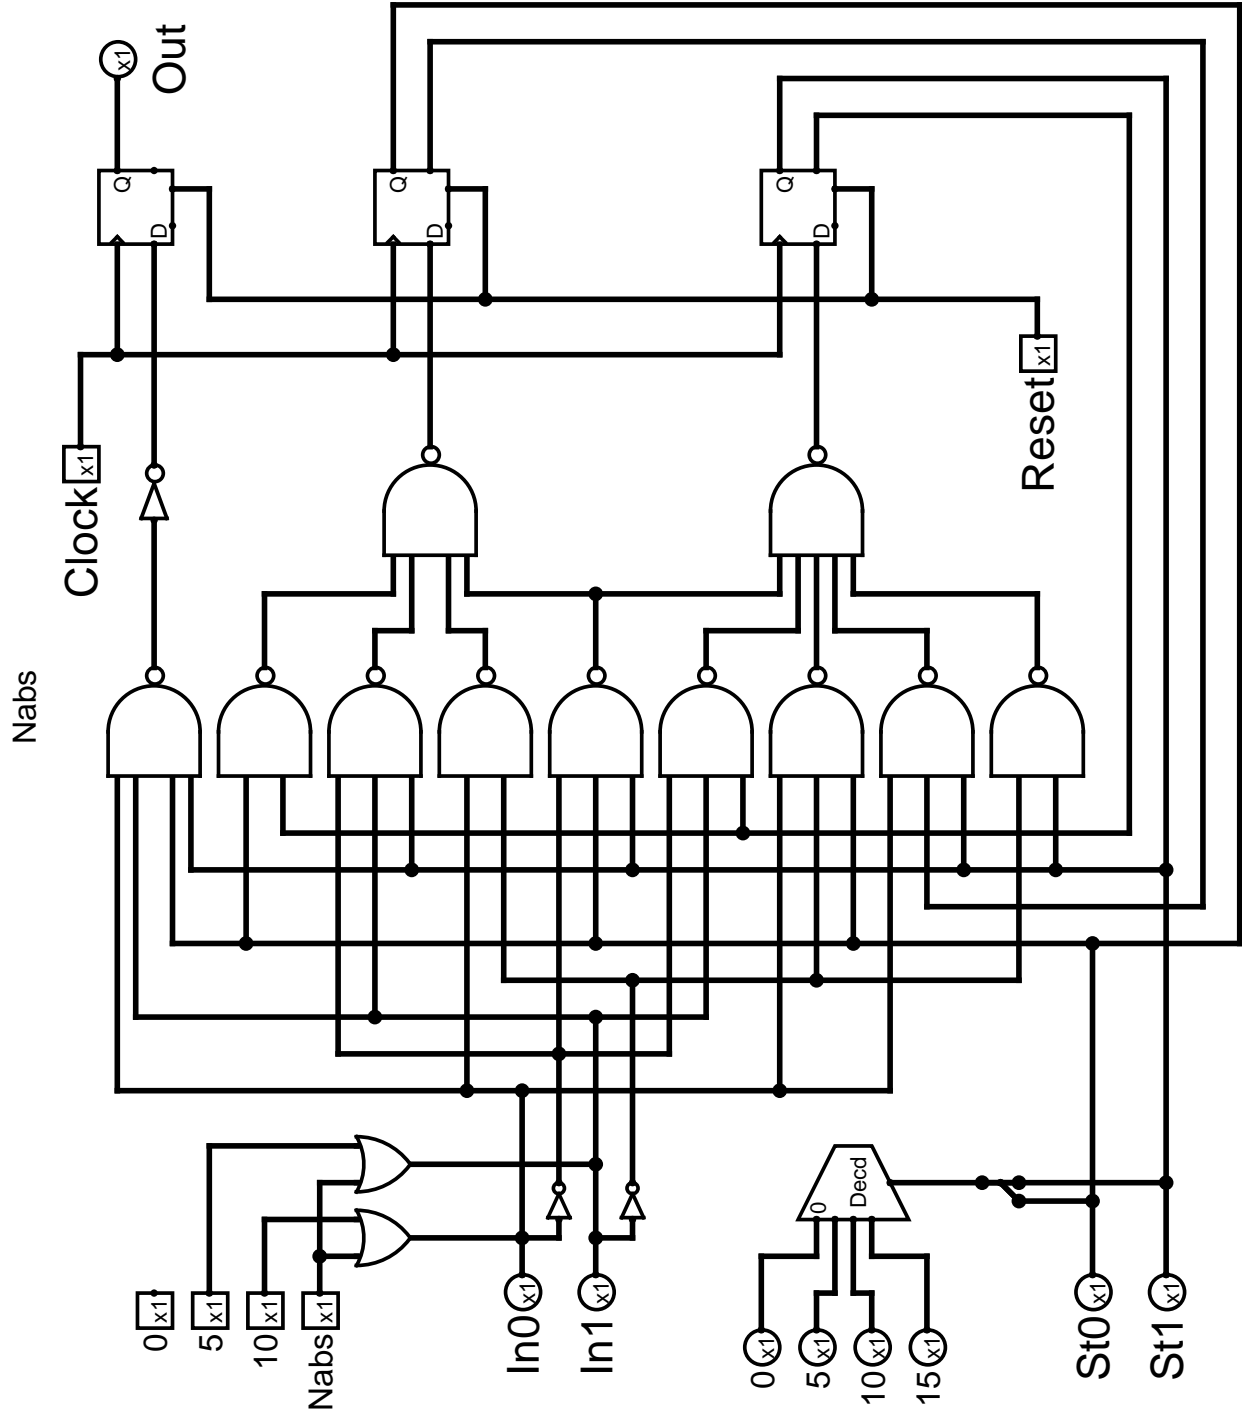 Nabs
Clock x1
x1
Q
0 x1
D
Out
5 x1
10 x1
Nabs x1
Q
D
In0 x1
In1 x1
0 x1
Q
5 x1
0
D
Decd
10 x1
15 x1
Reset x1
St0 x1
St1 x1